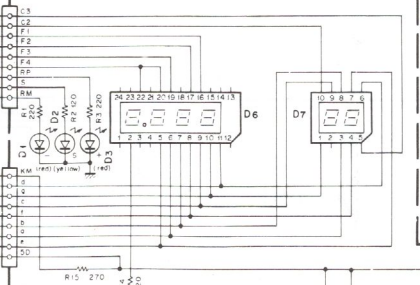 C3
C2
F1
F2
F3
F4
RP
S
RM
R1 220
R2 120
R3 220
D1
D2
D3
(red) (yellow) (red)
24 23 22 21 20 19 18 17 16 15 14 13
D6
1 2 3 4 5 6 7 8 9 10 11 12
10 9 8 7 6
D7
1 2 3 4 5
KM
d
g
c
f
b
a
e
5D
R15 270